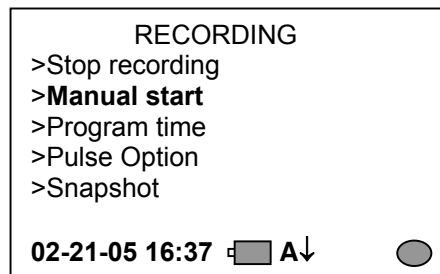 RECORDING
>Stop recording
>Manual start
>Program time
>Pulse Option
>Snapshot
02-21-05 16:37 A↓